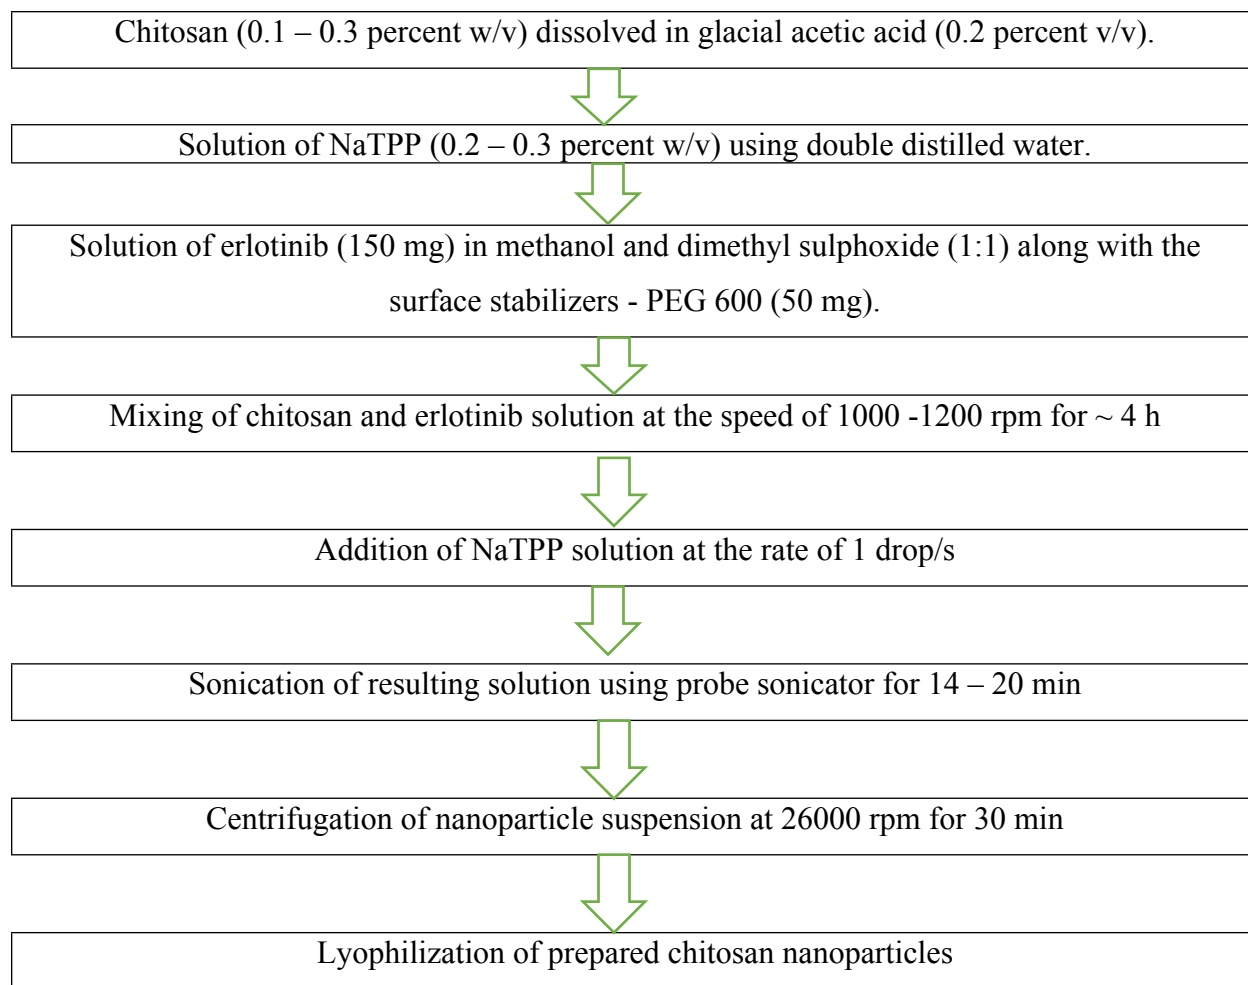 Chitosan (0.1 – 0.3 percent w/v) dissolved in glacial acetic acid (0.2 percent v/v).
Solution of NaTPP (0.2 – 0.3 percent w/v) using double distilled water.
Solution of erlotinib (150 mg) in methanol and dimethyl sulphoxide (1:1) along with the
surface stabilizers - PEG 600 (50 mg).
Mixing of chitosan and erlotinib solution at the speed of 1000 -1200 rpm for ~ 4 h
Addition of NaTPP solution at the rate of 1 drop/s
Sonication of resulting solution using probe sonicator for 14 – 20 min
Centrifugation of nanoparticle suspension at 26000 rpm for 30 min
Lyophilization of prepared chitosan nanoparticles